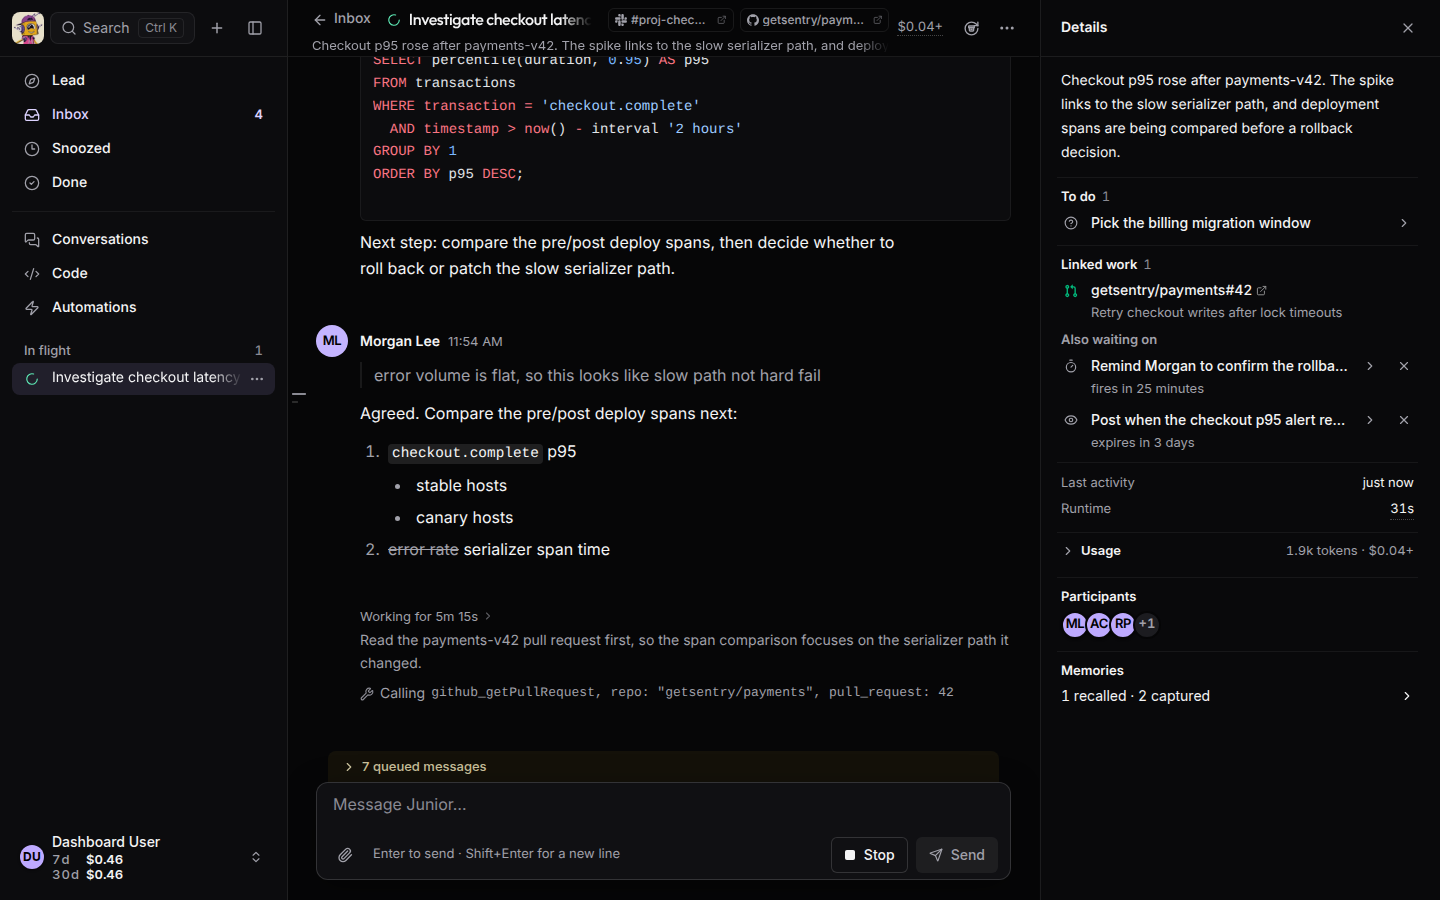 Search Ctrl K
Lead
Inbox 4
Snoozed
Done
Conversations
Code
Automations
In flight 1
Investigate checkout latency
DU
Dashboard User
7d $0.46
30d $0.46
Inbox
Investigate checkout laten
#proj-chec...
getsentry/paym...
$0.04+
Checkout p95 rose after payments-v42. The spike links to the slow serializer path, and deploy
SELECT percentile(duration, 0.95) AS p95
FROM transactions
WHERE transaction = 'checkout.complete'
AND timestamp > now() - interval '2 hours'
GROUP BY 1
ORDER BY p95 DESC;
Next step: compare the pre/post deploy spans, then decide whether to
roll back or patch the slow serializer path.
ML
Morgan Lee 11:54 AM
error volume is flat, so this looks like slow path not hard fail
Agreed. Compare the pre/post deploy spans next:
1. checkout.complete p95
• stable hosts
• canary hosts
2. error rate serializer span time
Working for 5m 15s
Read the payments-v42 pull request first, so the span comparison focuses on the serializer path it
changed.
Calling github_getPullRequest, repo: "getsentry/payments", pull_request: 42
7 queued messages
Message Junior...
Enter to send · Shift+Enter for a new line
Stop
Send
Details
Checkout p95 rose after payments-v42. The spike
links to the slow serializer path, and deployment
spans are being compared before a rollback
decision.
To do 1
Pick the billing migration window
Linked work 1
getsentry/payments#42
Retry checkout writes after lock timeouts
Also waiting on
Remind Morgan to confirm the rollba...
fires in 25 minutes
Post when the checkout p95 alert re...
expires in 3 days
Last activity just now
Runtime 31s
Usage 1.9k tokens · $0.04+
Participants
ML AC RP +1
Memories
1 recalled · 2 captured